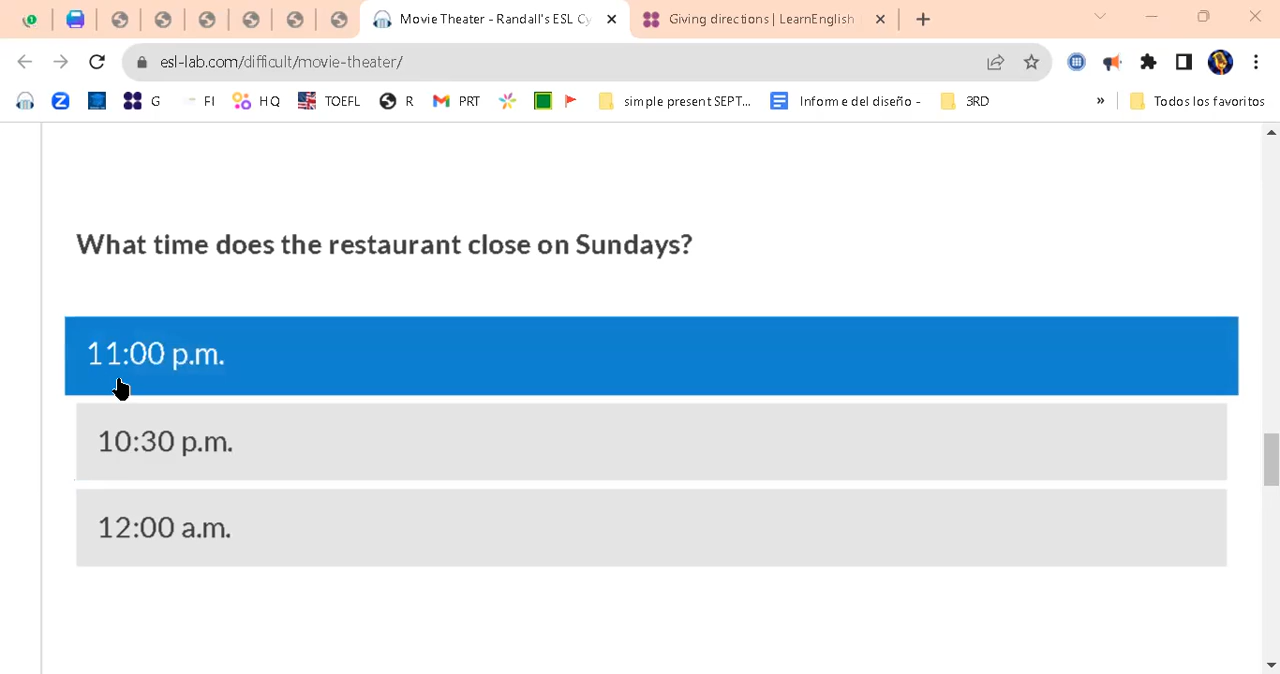 Movie Theater - Randall's ESL Cy
Giving directions | LearnEnglish
esl-lab.com/difficult/movie-theater/
G FI HQ TOEFL R PRT simple present SEPT... Informe del diseño - 3RD » Todos los favoritos
What time does the restaurant close on Sundays?
11:00 p.m.
10:30 p.m.
12:00 a.m.